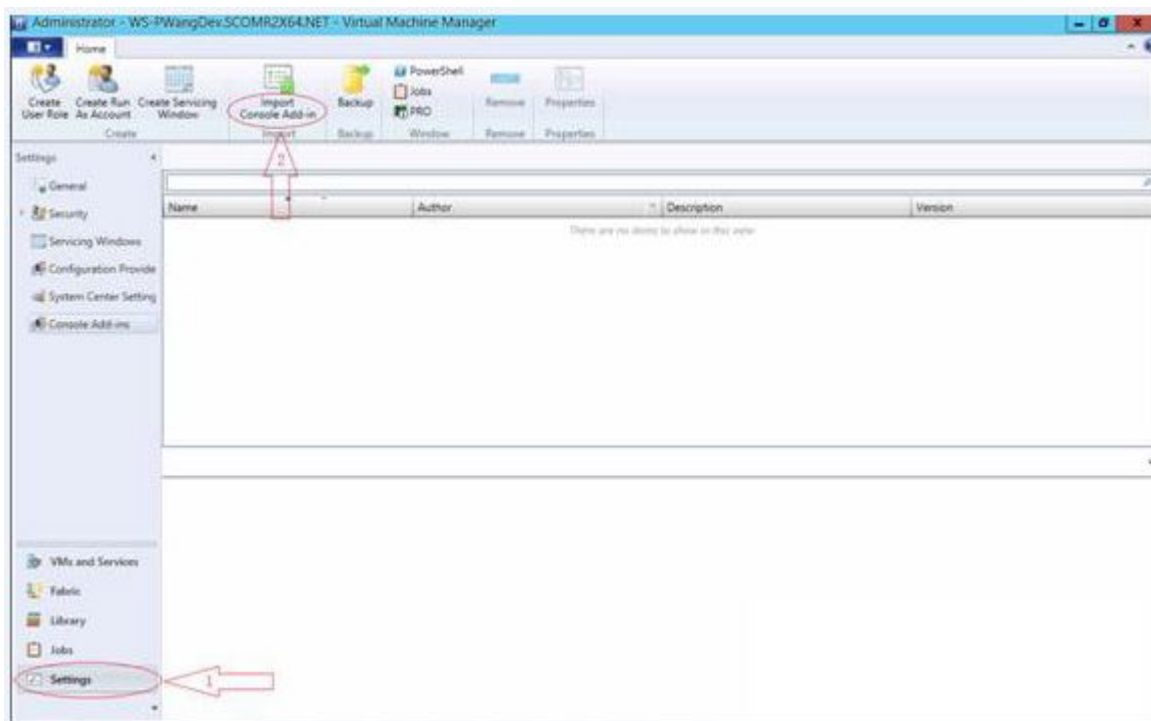 Administrator - WS-PWangDev.SCOMR2X64.NET - Virtual Machine Manager
Home
Create User Role
Create Run As Account
Create Servicing Window
Import Console Add-in
Backup
PowerShell
Jobs
PRO
Remove
Properties
Create
Import
Backup
Window
Remove
Properties
2
Settings
General
Security
Servicing Windows
Configuration Provide
System Center Setting
Console Add-ins
Name
Author
Description
Version
There are no items to show in this view
VMs and Services
Fabric
Library
Jobs
Settings
1